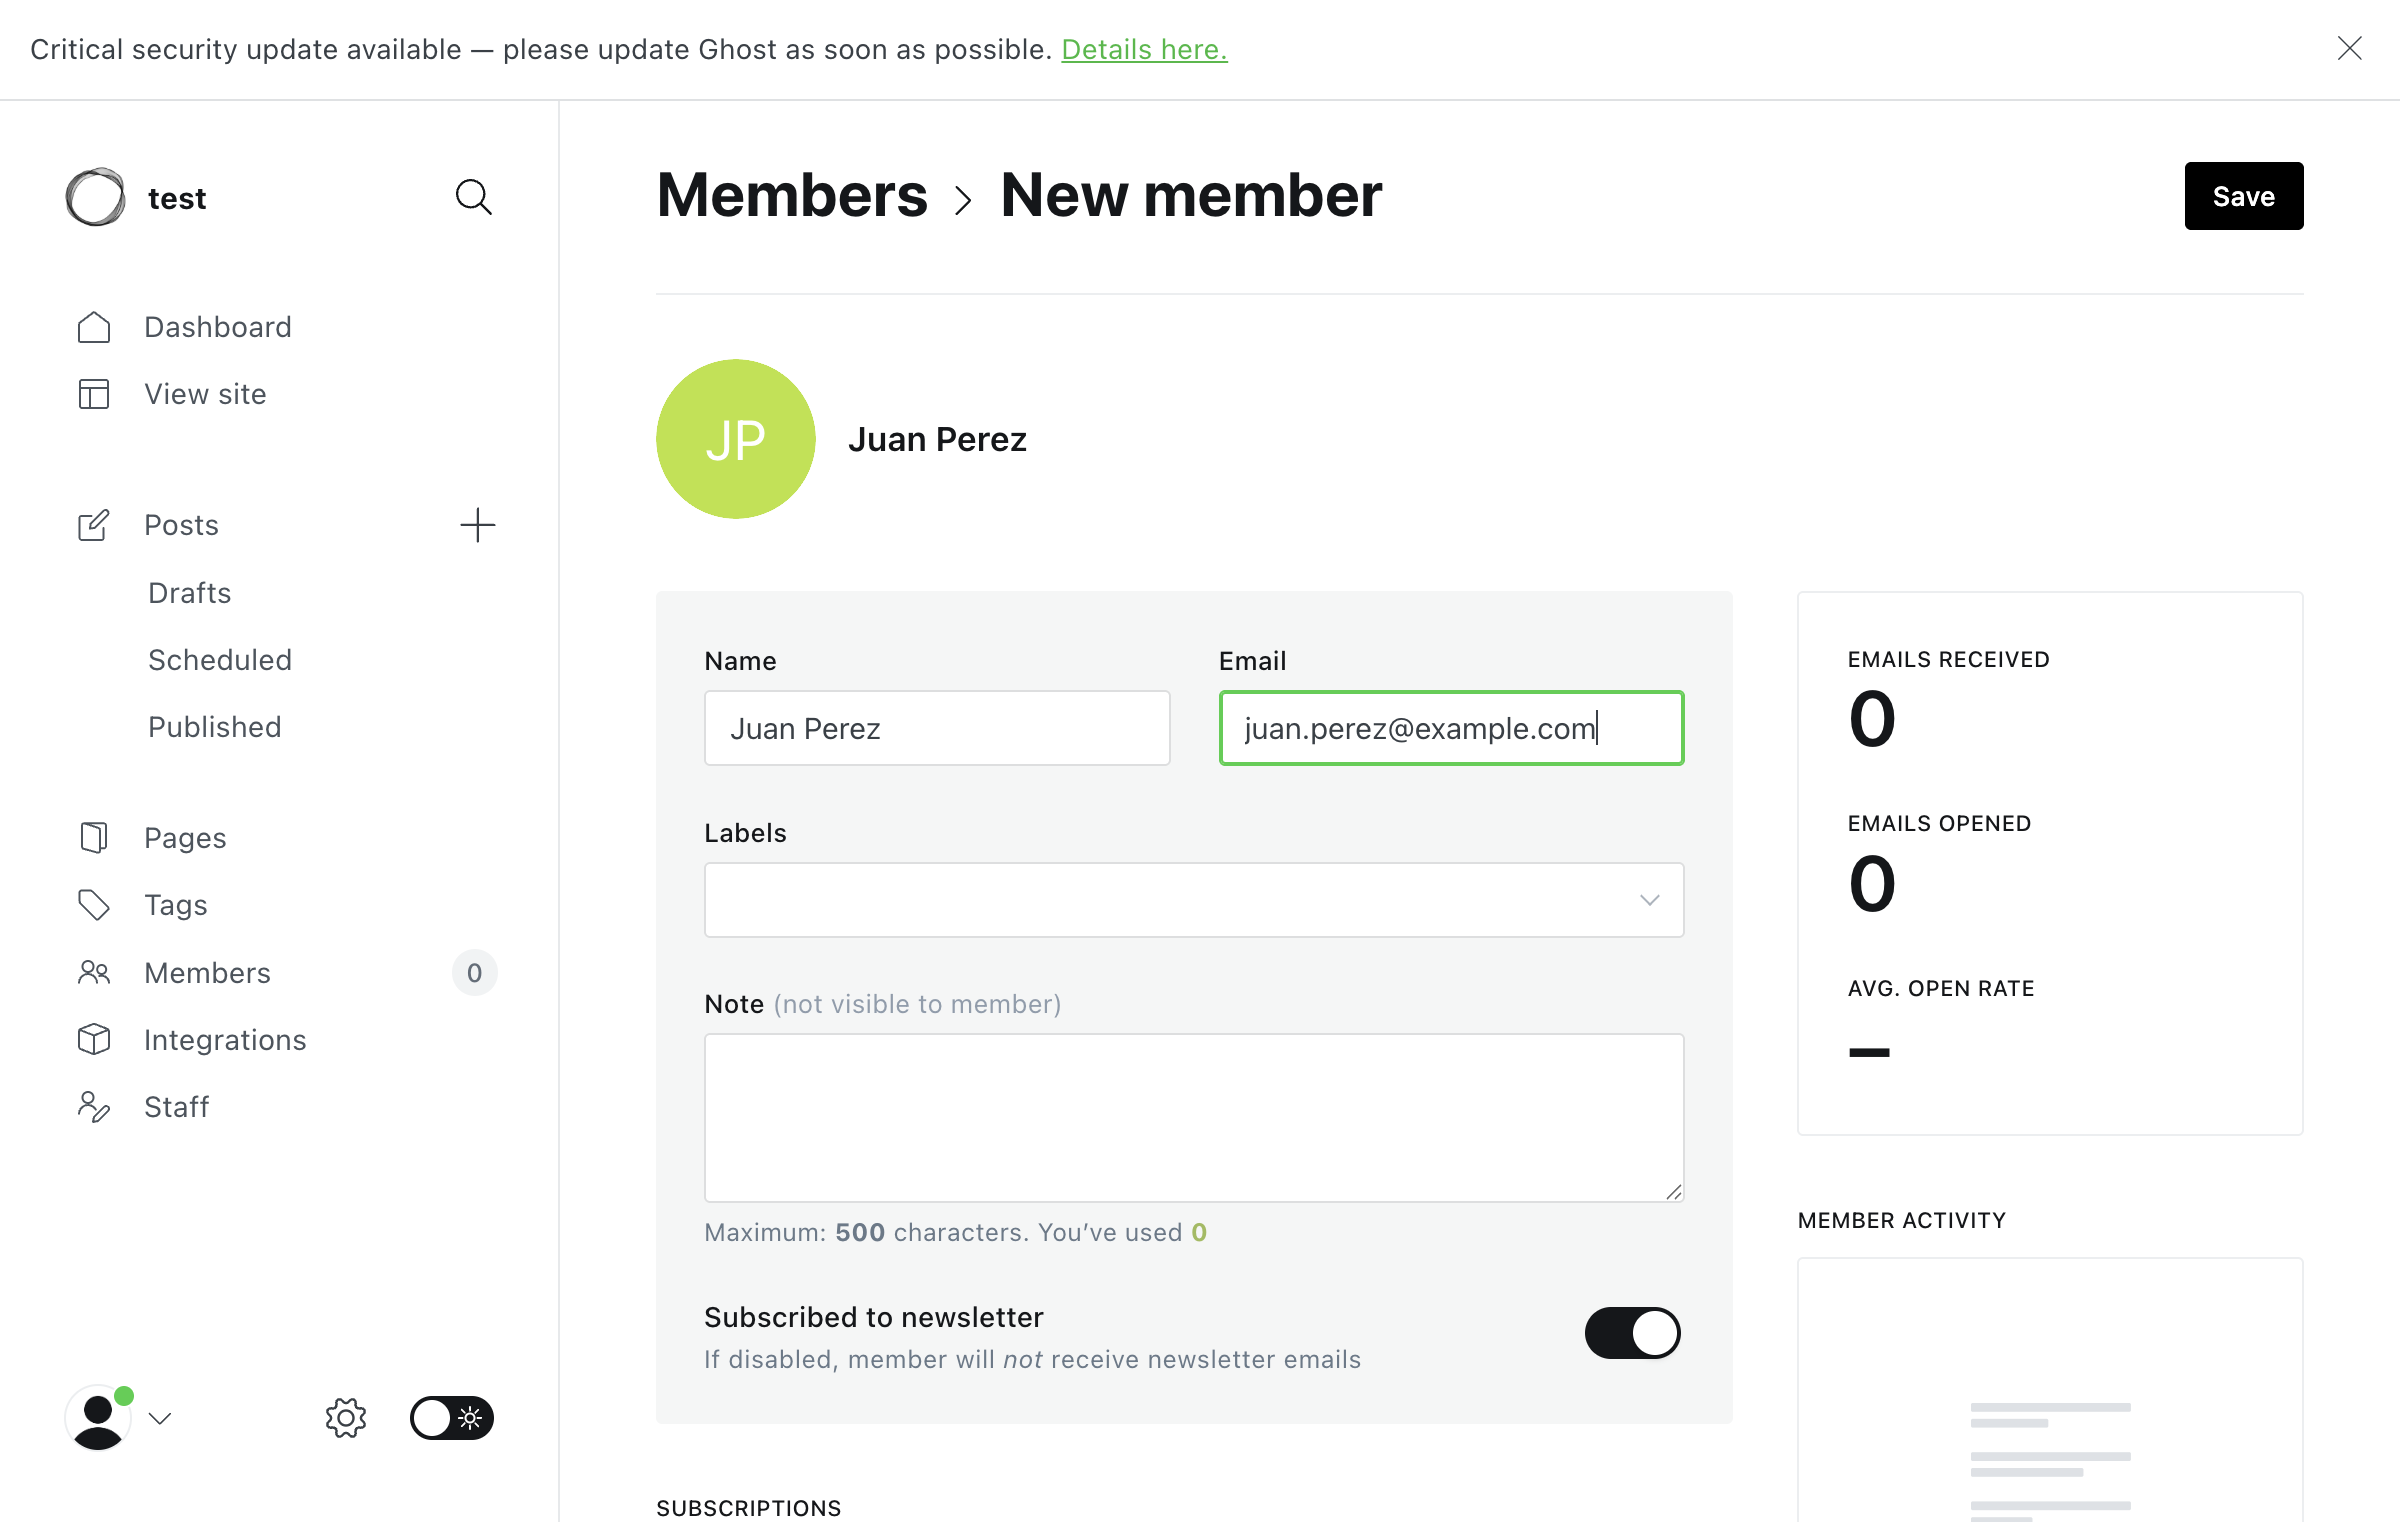 Critical security update available — please update Ghost as soon as possible. Details here.
test
Dashboard
View site
Posts
Drafts
Scheduled
Published
Pages
Tags
Members 0
Integrations
Staff
Members > New member
Save
JP
Juan Perez
Name
Juan Perez
Email
juan.perez@example.com
Labels
Note (not visible to member)
Maximum: 500 characters. You’ve used 0
Subscribed to newsletter
If disabled, member will not receive newsletter emails
SUBSCRIPTIONS
EMAILS RECEIVED
0
EMAILS OPENED
0
AVG. OPEN RATE
–
MEMBER ACTIVITY